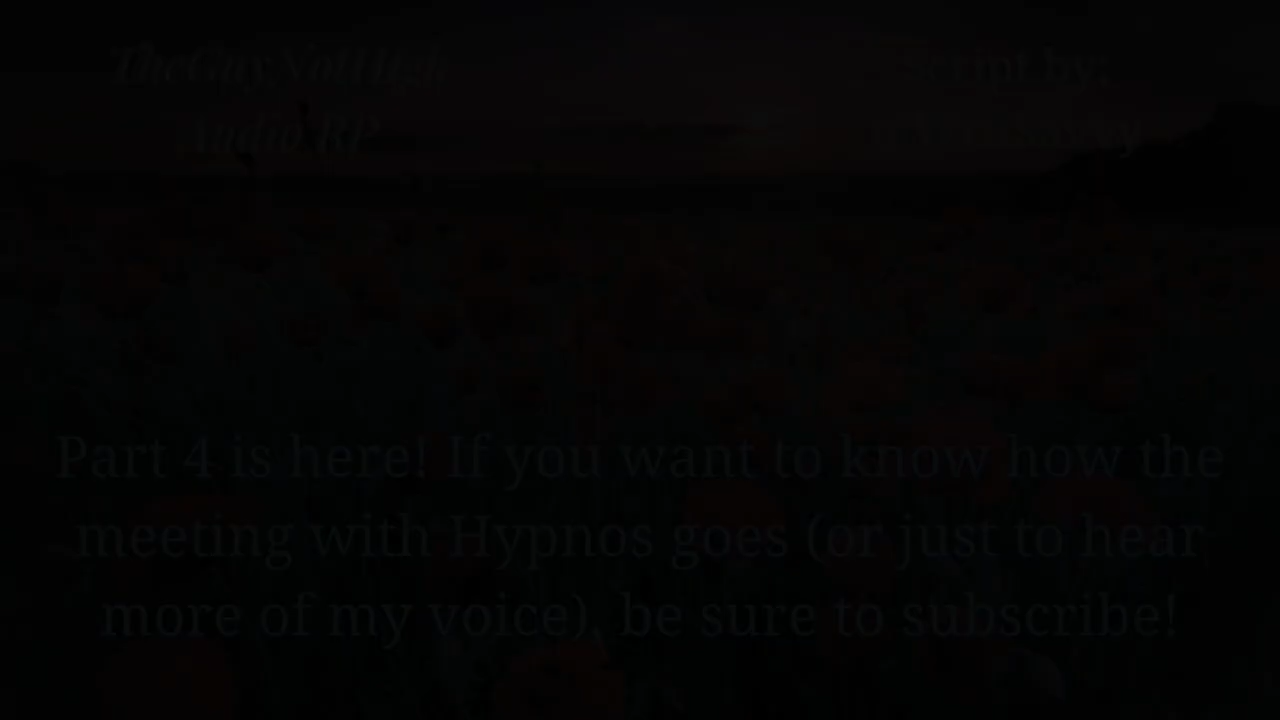 Script by:
Audio RP
Part 4 is here! If you want to know how the
meeting with Hypnos goes (or just to hear
more of my voice), be sure to subscribe!